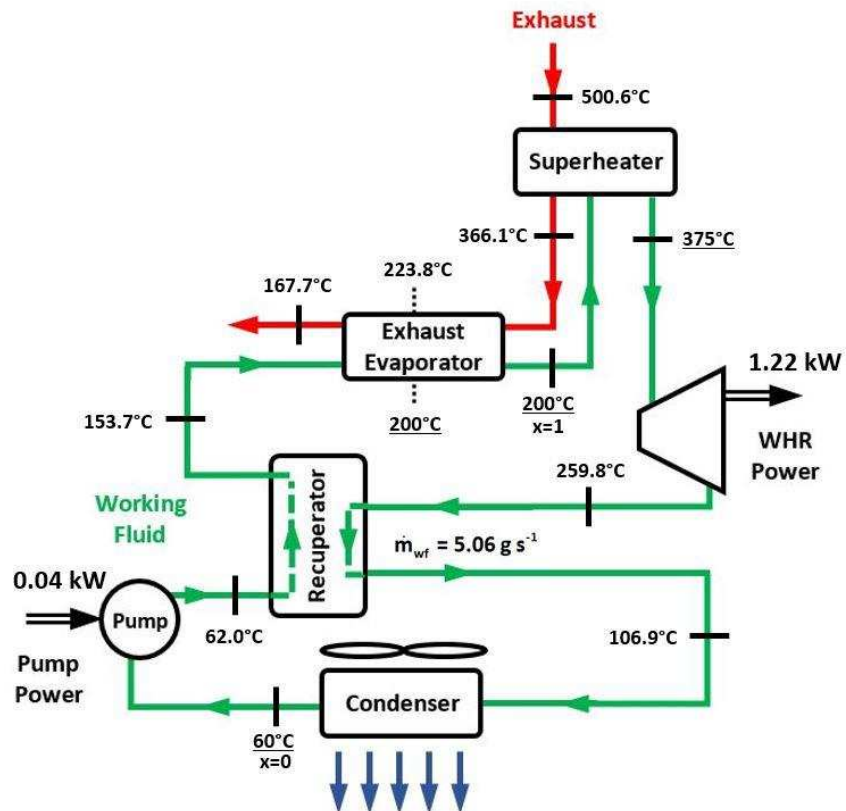 Exhaust
500.6°C
Superheater
366.1°C
375°C
223.8°C
167.7°C
Exhaust
Evaporator
1.22 kW
200°C
x=1
200°C
153.7°C
WHR
Power
259.8°C
Working
Fluid
Recuperator
ṁwf = 5.06 g s-1
0.04 kW
Pump
62.0°C
106.9°C
Pump
Power
Condenser
60°C
x=0